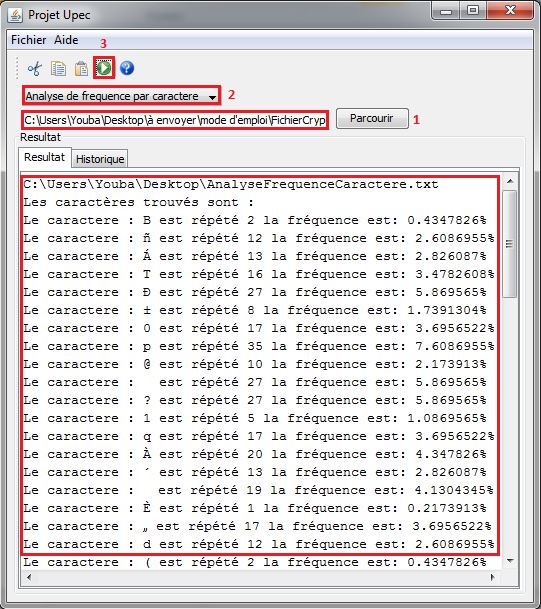 Projet Upec
Fichier Aide
3
Analyse de frequence par caractere 2
C:\Users\Youba\Desktop\à envoyer\mode d'emploi\FichierCryp Parcourir 1
Resultat
Resultat Historique
C:\Users\Youba\Desktop\AnalyseFrequenceCaractere.txt
Les caractères trouvés sont :
Le caractere : B est répété 2 la fréquence est: 0.4347826%
Le caractere : ñ est répété 12 la fréquence est: 2.6086955%
Le caractere : Á est répété 13 la fréquence est: 2.826087%
Le caractere : T est répété 16 la fréquence est: 3.4782608%
Le caractere : Đ est répété 27 la fréquence est: 5.869565%
Le caractere : ± est répété 8 la fréquence est: 1.7391304%
Le caractere : 0 est répété 17 la fréquence est: 3.6956522%
Le caractere : p est répété 35 la fréquence est: 7.6086955%
Le caractere : @ est répété 10 la fréquence est: 2.173913%
Le caractere :   est répété 27 la fréquence est: 5.869565%
Le caractere : ? est répété 27 la fréquence est: 5.869565%
Le caractere : 1 est répété 5 la fréquence est: 1.0869565%
Le caractere : q est répété 17 la fréquence est: 3.6956522%
Le caractere : À est répété 20 la fréquence est: 4.347826%
Le caractere : ´ est répété 13 la fréquence est: 2.826087%
Le caractere :   est répété 19 la fréquence est: 4.1304345%
Le caractere : È est répété 1 la fréquence est: 0.2173913%
Le caractere : „ est répété 17 la fréquence est: 3.6956522%
Le caractere : d est répété 12 la fréquence est: 2.6086955%
Le caractere : ( est répété 2 la fréquence est: 0.4347826%